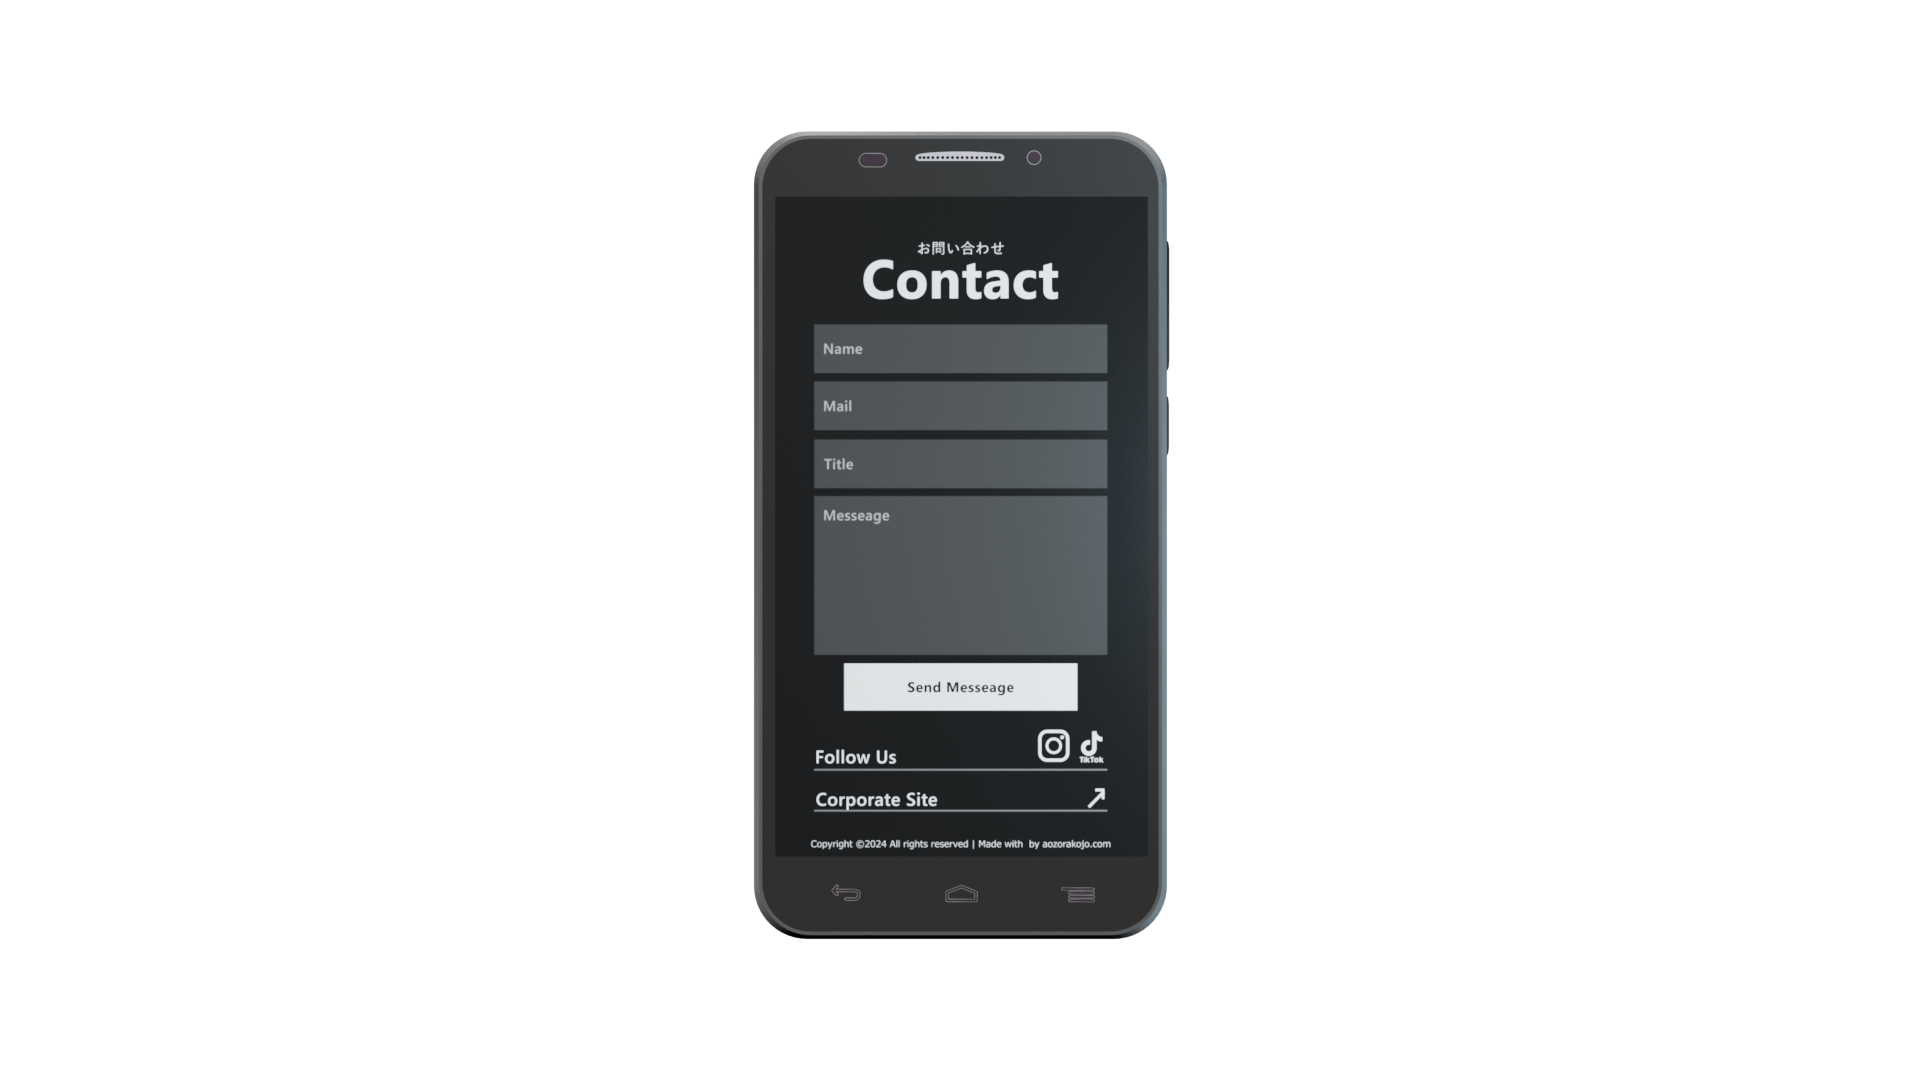 お問い合わせ
Contact
Name
Mail
Title
Messeage
Send Messeage
Follow Us
TikTok
Corporate Site
Copyright ©2024 All rights reserved | Made with by aozorakojo.com